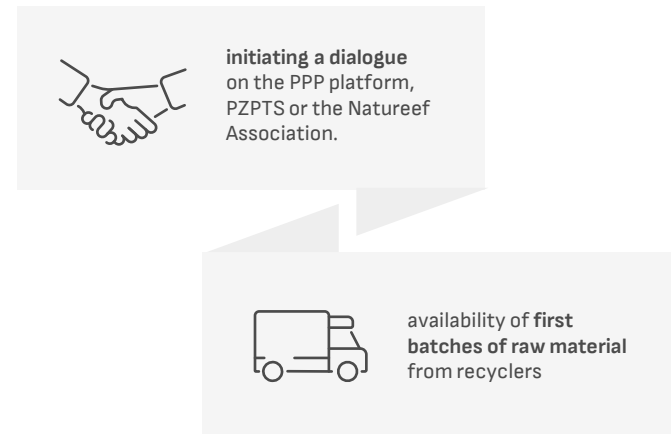 initiating a dialogue
on the PPP platform,
PZPTS or the Natureef
Association.
availability of first
batches of raw material
from recyclers